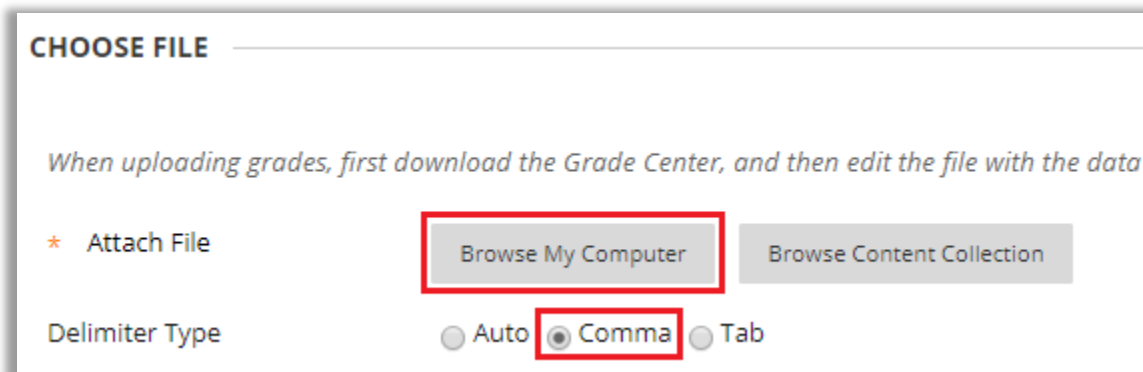 CHOOSE FILE
When uploading grades, first download the Grade Center, and then edit the file with the data
* Attach File Browse My Computer Browse Content Collection
Delimiter Type Auto Comma Tab